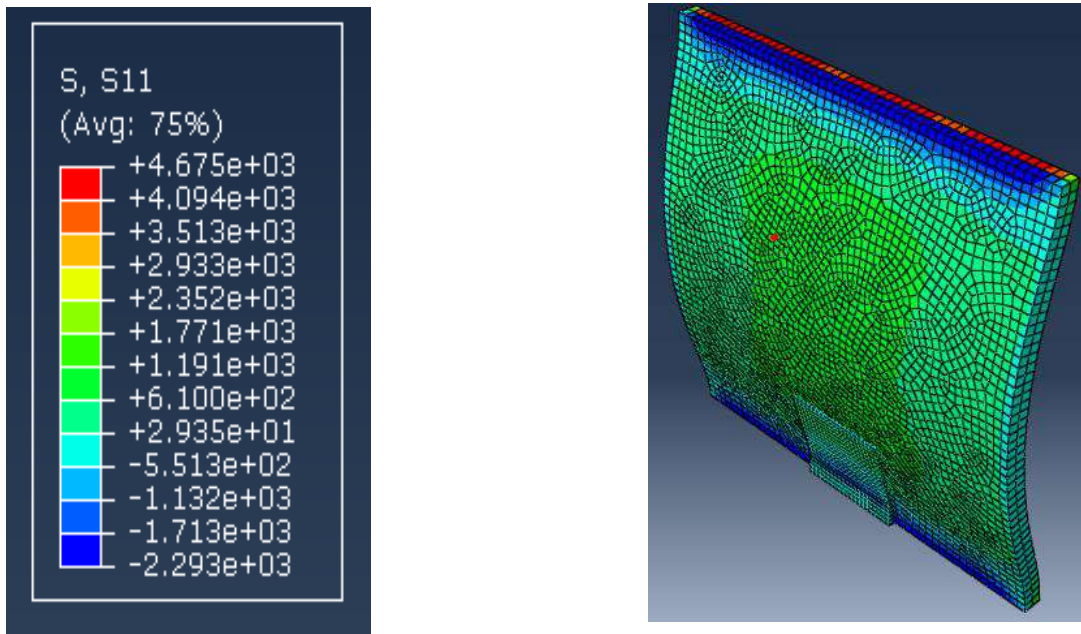 S, S11
(Avg: 75%)
+4.675e+03
+4.094e+03
+3.513e+03
+2.933e+03
+2.352e+03
+1.771e+03
+1.191e+03
+6.100e+02
+2.935e+01
-5.513e+02
-1.132e+03
-1.713e+03
-2.293e+03